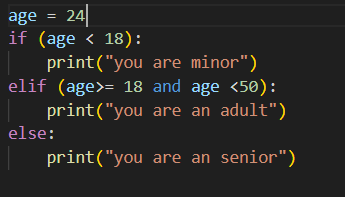 age = 24
if (age < 18):
    print("you are minor")
elif (age>= 18 and age <50):
    print("you are an adult")
else:
    print("you are an senior")